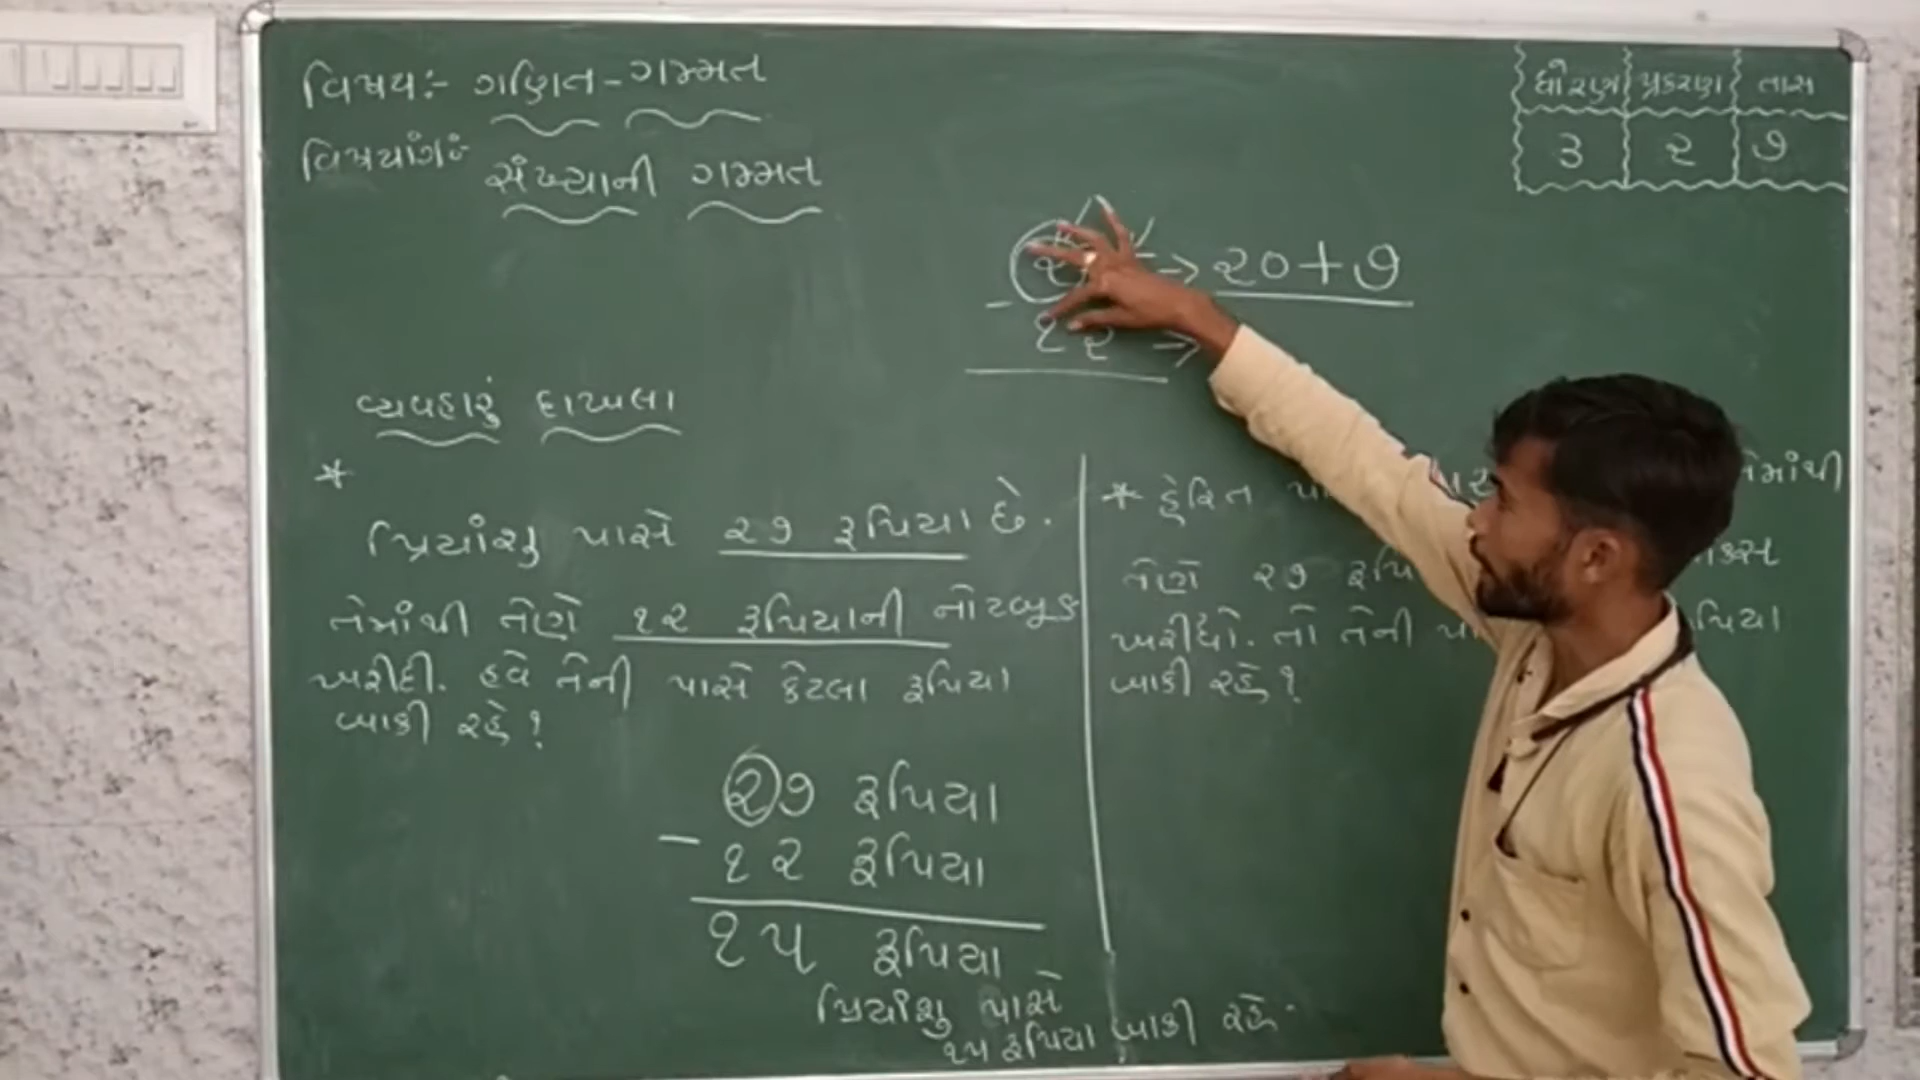 વિષય:- ગણિત-ગમ્મત
વિષયાંગ:
સંખ્યાની ગમ્મત
ધોરણ પ્રકરણ તાસ
૩ ૨ ૭
→ ૨૦+૭
- ૧૨ →
વ્યવહારુ દાખલા
*
પ્રિયાંશુ પાસે ૨૭ રૂપિયા છે.
તેમાંથી તેણે ૧૨ રૂપિયાની નોટબૂક
ખરીદી. હવે તેની પાસે કેટલા રૂપિયા
બાકી રહે?
૨૭ રૂપિયા
- ૧૨ રૂપિયા
૧૫ રૂપિયા
પ્રિયાંશુ પાસે
૧૫ રૂપિયા બાકી રહે.
* હેરિત તેમાંથી
તેણે ૨૭
ખરીદ્યો. તો તેની
બાકી રહે?